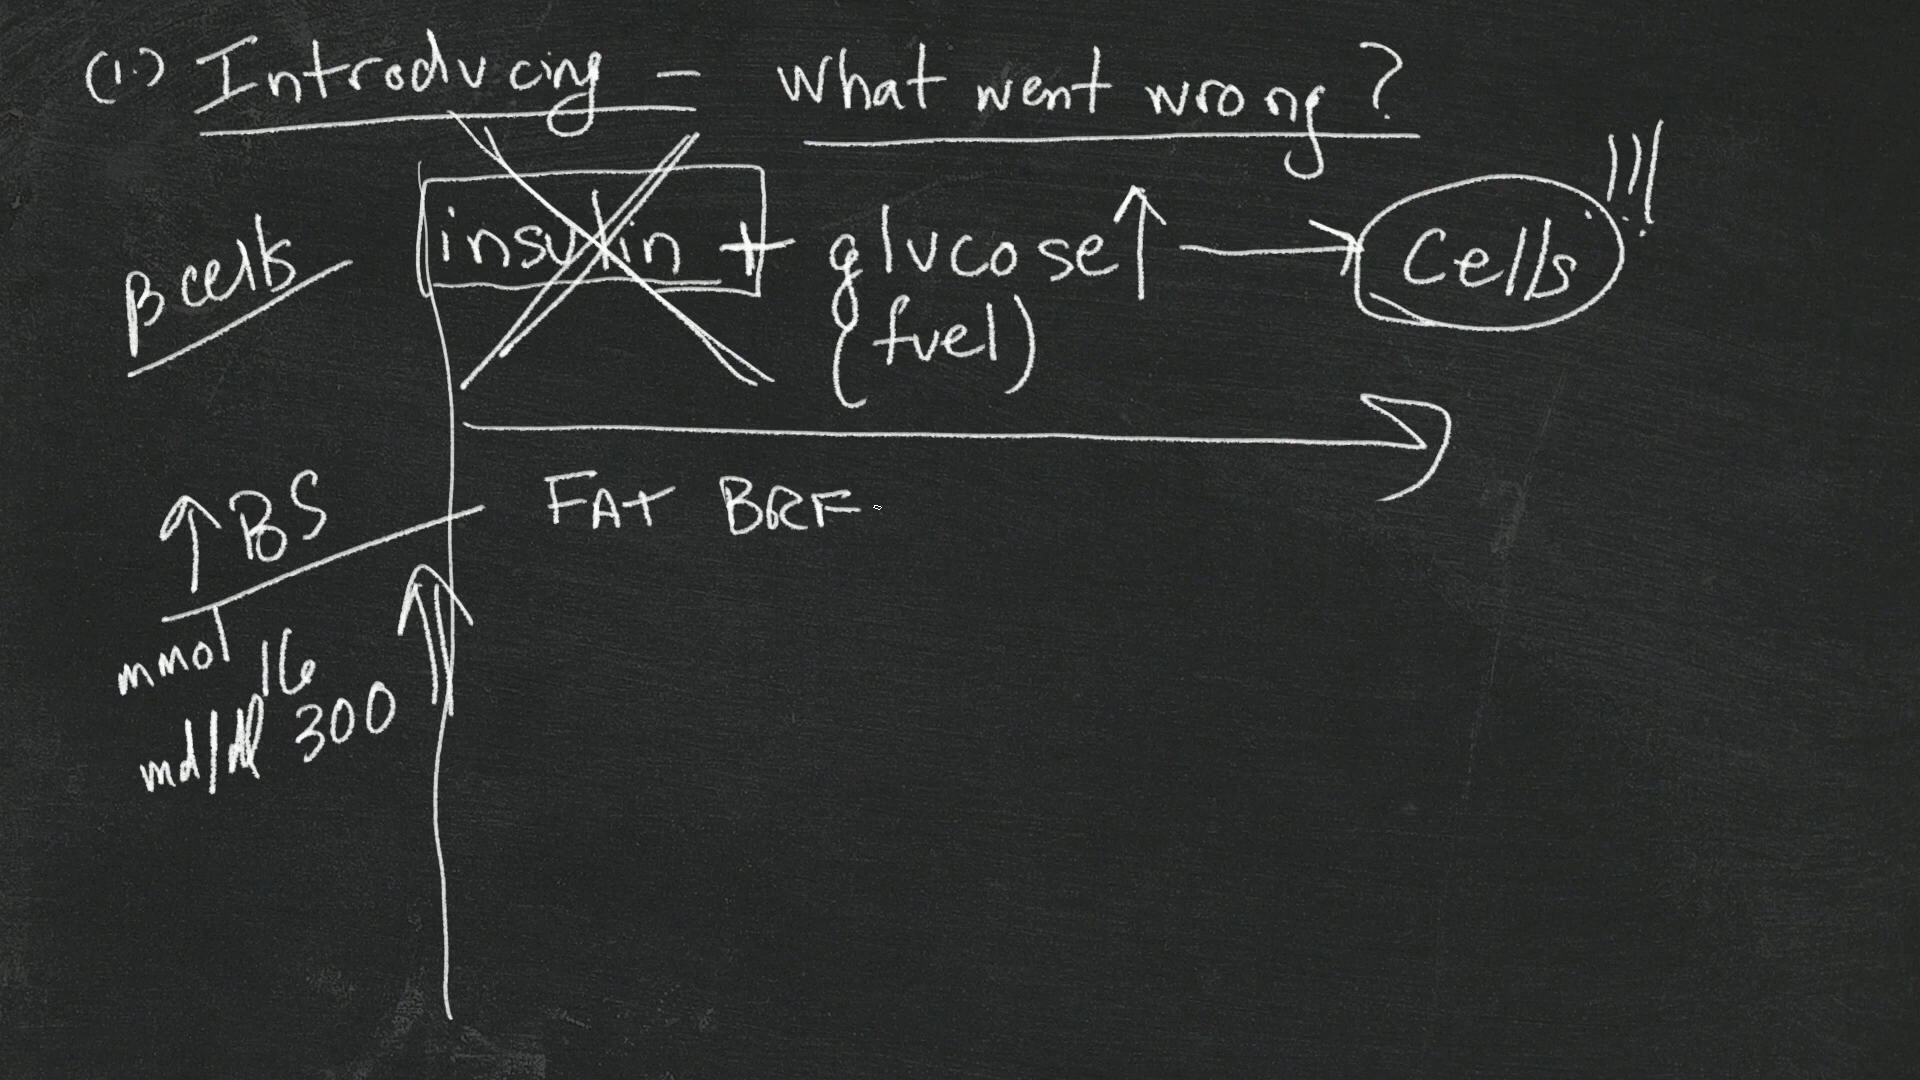 (1.) Introducing - What went wrong?
β cells
insulin + glucose ↑ → Cells !!!
(fuel)
↑ BS
FAT BRF
mmol 16
md/dl 300